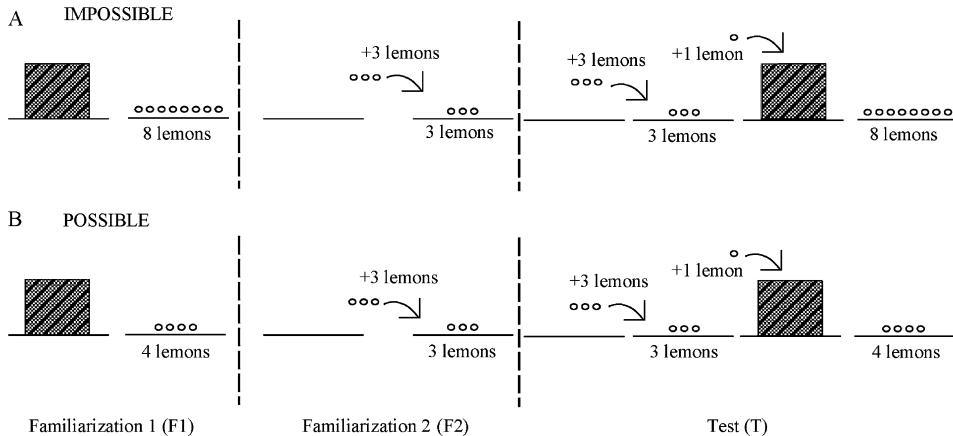 A IMPOSSIBLE
+3 lemons
+3 lemons
+1 lemon
8 lemons
3 lemons
3 lemons
8 lemons
B POSSIBLE
+3 lemons
+3 lemons
+1 lemon
4 lemons
3 lemons
3 lemons
4 lemons
Familiarization 1 (F1)
Familiarization 2 (F2)
Test (T)